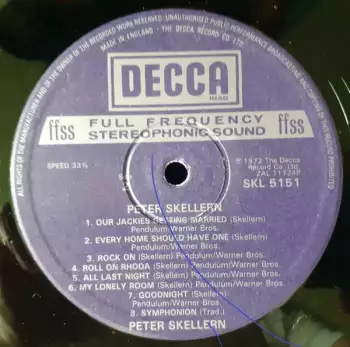 ALL RIGHTS OF THE MANUFACTURER AND OF THE OWNER OF THE RECORDED WORK RESERVED. UNAUTHORISED PUBLIC PERFORMANCE BROADCASTING AND COPYING OF THIS RECORD PROHIBITED
MADE IN ENGLAND · THE DECCA RECORD CO LTD.
DECCA
ffss FULL FREQUENCY ffss
STEREOPHONIC SOUND
SPEED 33⅓
℗ 1972 The Decca
Record Co. Ltd.
SKL 5151
PETER SKELLERN
1. OUR JACKIES GETTING MARRIED (Skellern)
Pendulum/Warner Bros.
2. EVERY HOME SHOULD HAVE ONE (Skellern)
Pendulum/Warner Bros.
3. ROCK ON (Skellern) Pendulum/Warner Bros.
4. ROLL ON RHODA (Skellern) Pendulum/Warner Bros.
5. ALL LAST NIGHT (Skellern) Pendulum/Warner Bros.
6. MY LONELY ROOM (Skellern) Pendulum/Warner Bros.
7. GOODNIGHT (Skellern)
Pendulum/Warner Bros.
8. SYMPHONION (Trad.)
PETER SKELLERN